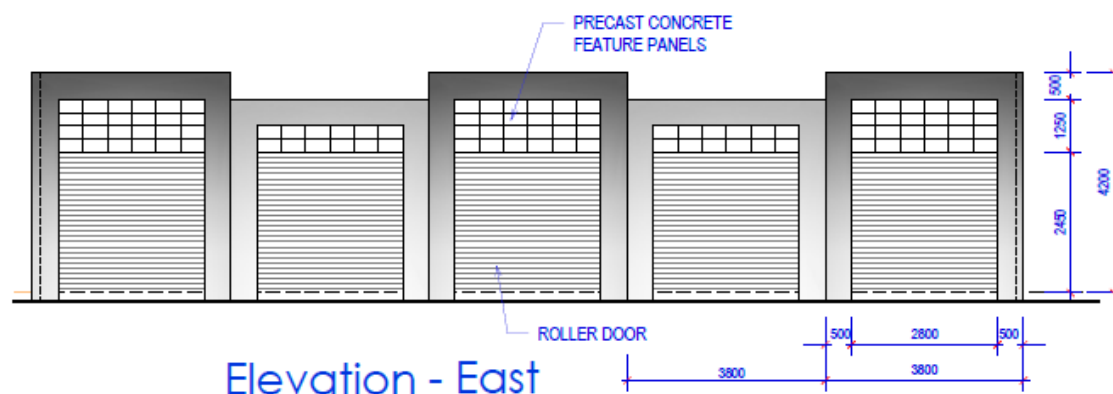 PRECAST CONCRETE
FEATURE PANELS
500
1250
4200
2450
ROLLER DOOR
500
2800
500
3800
3800
Elevation - East